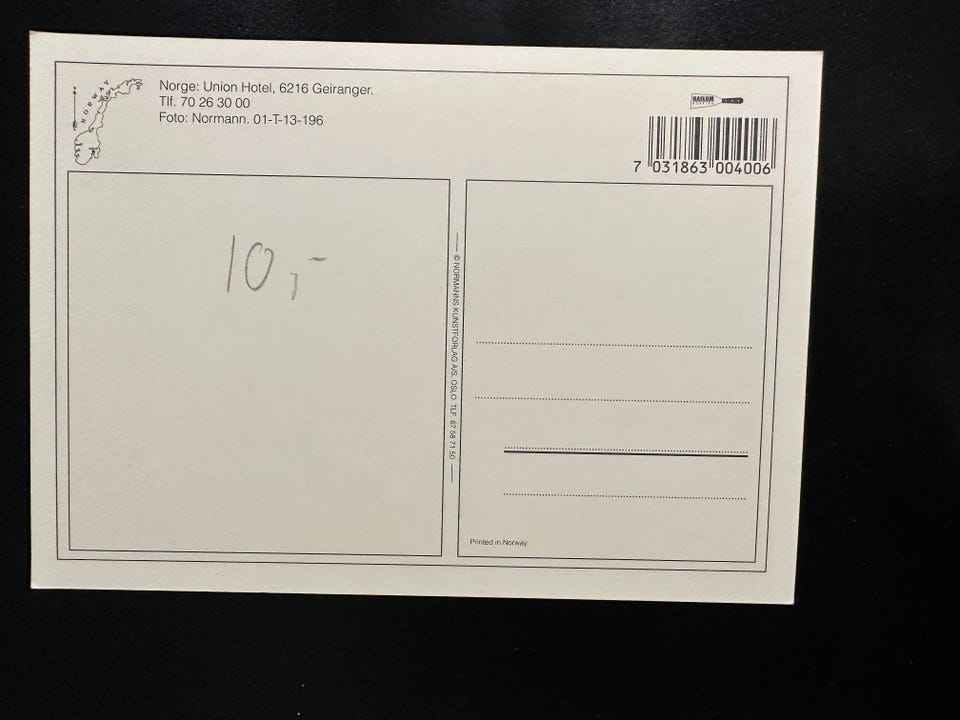 NORWAY
Norge: Union Hotel, 6216 Geiranger.
Tlf. 70 26 30 00
Foto: Normann. 01-T-13-196
HASLUM
7 031863 004006
10,-
© NORMANNS KUNSTFORLAG A/S, OSLO. TLF. 67 58 71 50
Printed in Norway